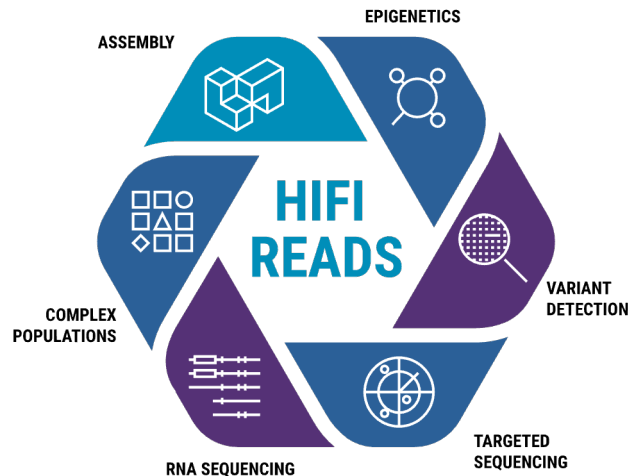 EPIGENETICS
ASSEMBLY
HIFI
READS
VARIANT
DETECTION
COMPLEX
POPULATIONS
TARGETED
SEQUENCING
RNA SEQUENCING